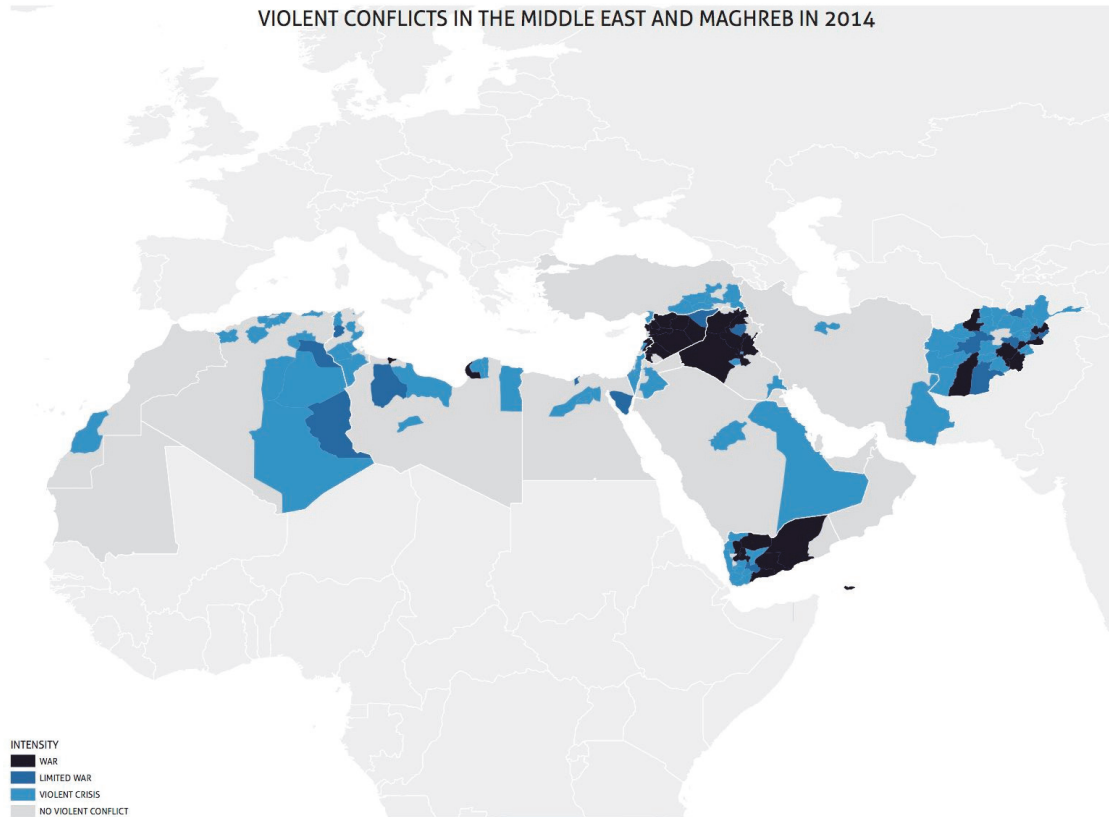 VIOLENT CONFLICTS IN THE MIDDLE EAST AND MAGHREB IN 2014
INTENSITY
WAR
LIMITED WAR
VIOLENT CRISIS
NO VIOLENT CONFLICT